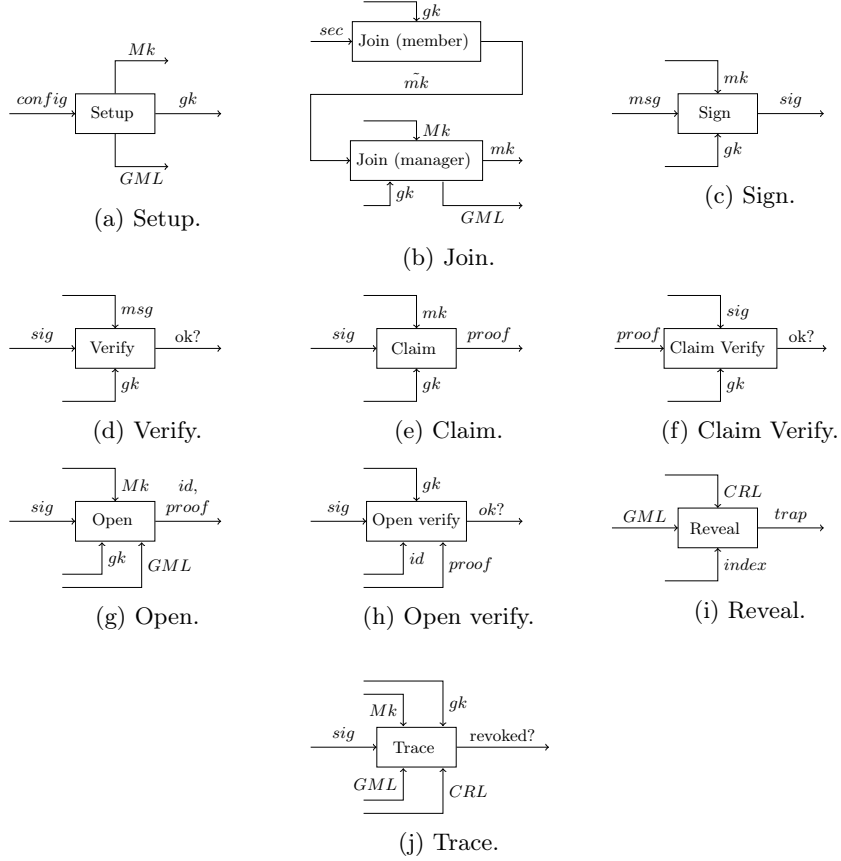 Mk
config
Setup
gk
GML
(a) Setup.
gk
sec
Join (member)
m̃k
Mk
Join (manager)
mk
gk
GML
(b) Join.
mk
msg
Sign
sig
gk
(c) Sign.
msg
sig
Verify
ok?
gk
(d) Verify.
mk
sig
Claim
proof
gk
(e) Claim.
sig
proof
Claim Verify
ok?
gk
(f) Claim Verify.
Mk
id,
proof
sig
Open
gk
GML
(g) Open.
gk
sig
Open verify
ok?
id
proof
(h) Open verify.
CRL
GML
Reveal
trap
index
(i) Reveal.
Mk
gk
sig
Trace
revoked?
GML
CRL
(j) Trace.